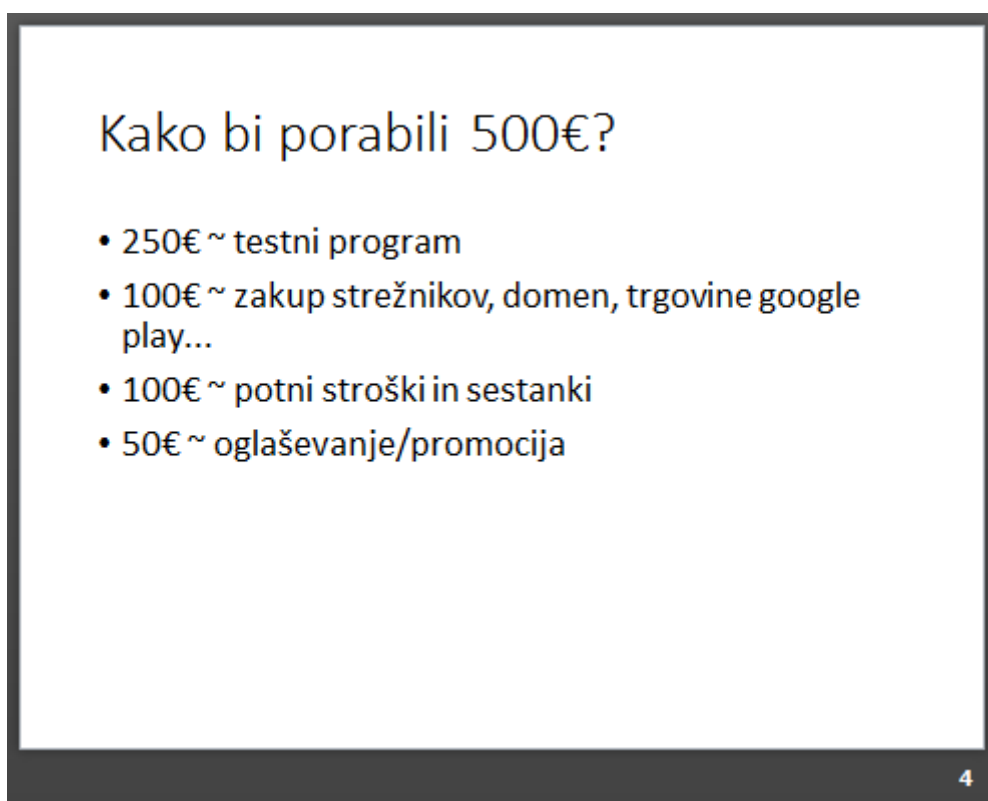 Kako bi porabili 500€?
• 250€ ~ testni program
• 100€ ~ zakup strežnikov, domen, trgovine google
play...
• 100€ ~ potni stroški in sestanki
• 50€ ~ oglaševanje/promocija
4